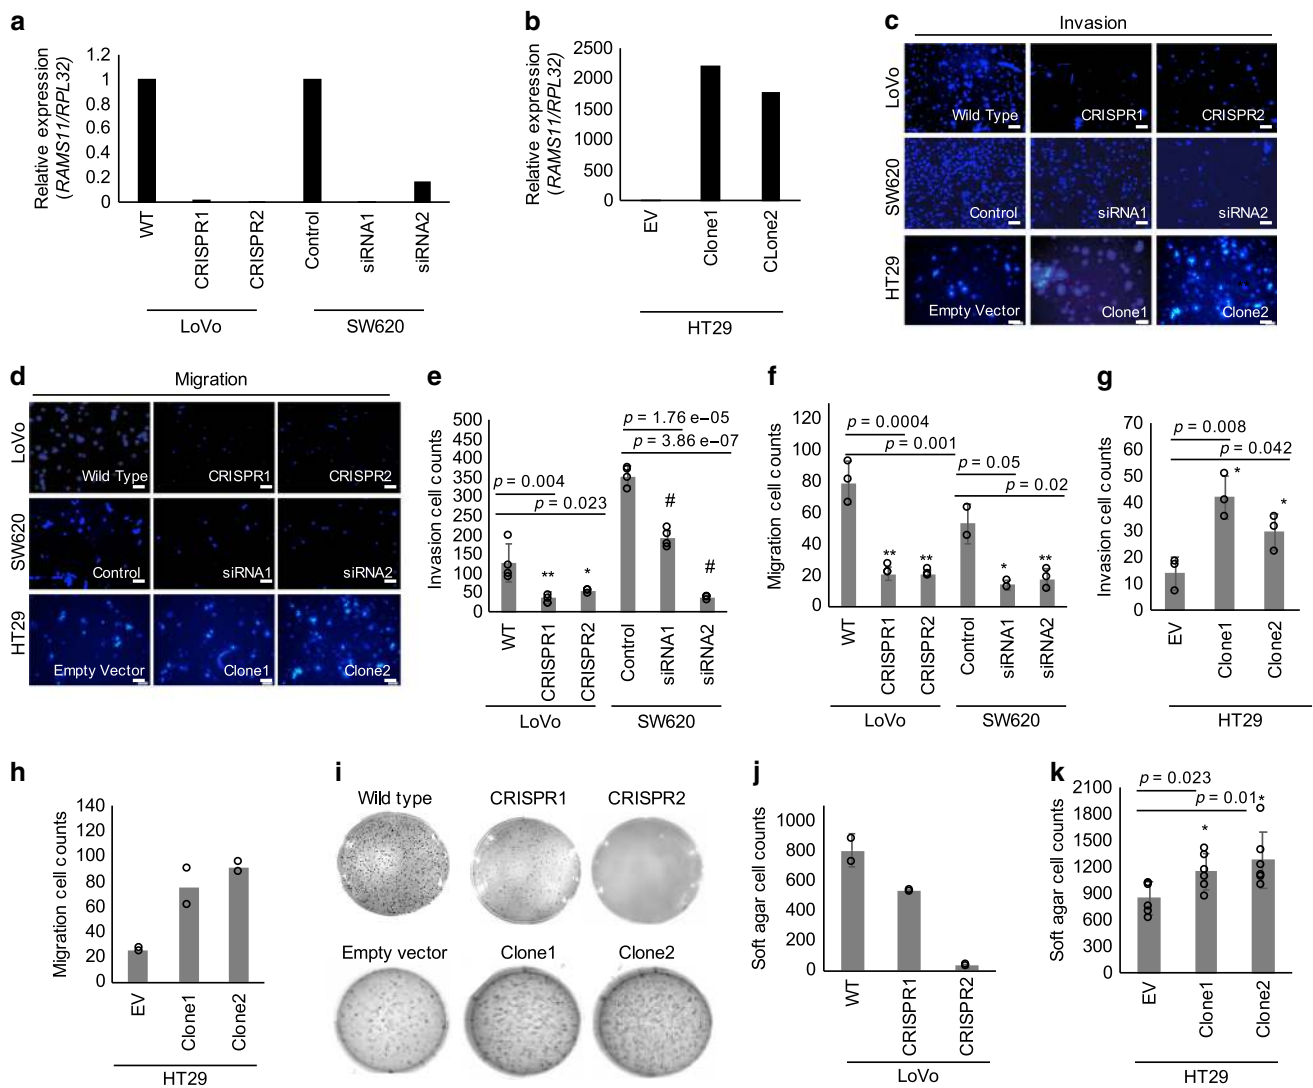 a
Relative expression
(RAMS11/RPL32)
1.2
1
0.8
0.6
0.4
0.2
0
WT
CRISPR1
CRISPR2
Control
siRNA1
siRNA2
LoVo
SW620
b
Relative expression
(RAMS11/RPL32)
2500
2000
1500
1000
500
0
EV
Clone1
CLone2
HT29
c
Invasion
LoVo
Wild Type
CRISPR1
CRISPR2
SW620
Control
siRNA1
siRNA2
HT29
Empty Vector
Clone1
Clone2
d
Migration
LoVo
Wild Type
CRISPR1
CRISPR2
SW620
Control
siRNA1
siRNA2
HT29
Empty Vector
Clone1
Clone2
e
Invasion cell counts
500
450
400
350
300
250
200
150
100
50
0
p = 1.76 e−05
p = 3.86 e−07
p = 0.004
p = 0.023
**
*
#
#
WT
CRISPR1
CRISPR2
Control
siRNA1
siRNA2
LoVo
SW620
f
Migration cell counts
120
100
80
60
40
20
0
p = 0.0004
p = 0.001
p = 0.05
p = 0.02
**
**
*
**
WT
CRISPR1
CRISPR2
Control
siRNA1
siRNA2
LoVo
SW620
g
Invasion cell counts
70
60
50
40
30
20
10
0
p = 0.008
p = 0.042
*
*
EV
Clone1
Clone2
HT29
h
Migration cell counts
140
120
100
80
60
40
20
0
EV
Clone1
Clone2
HT29
i
Wild type
CRISPR1
CRISPR2
Empty vector
Clone1
Clone2
j
Soft agar cell counts
1000
800
600
400
200
0
WT
CRISPR1
CRISPR2
LoVo
k
Soft agar cell counts
2100
1800
1500
1200
900
600
300
0
p = 0.023
p = 0.01
*
*
EV
Clone1
Clone2
HT29